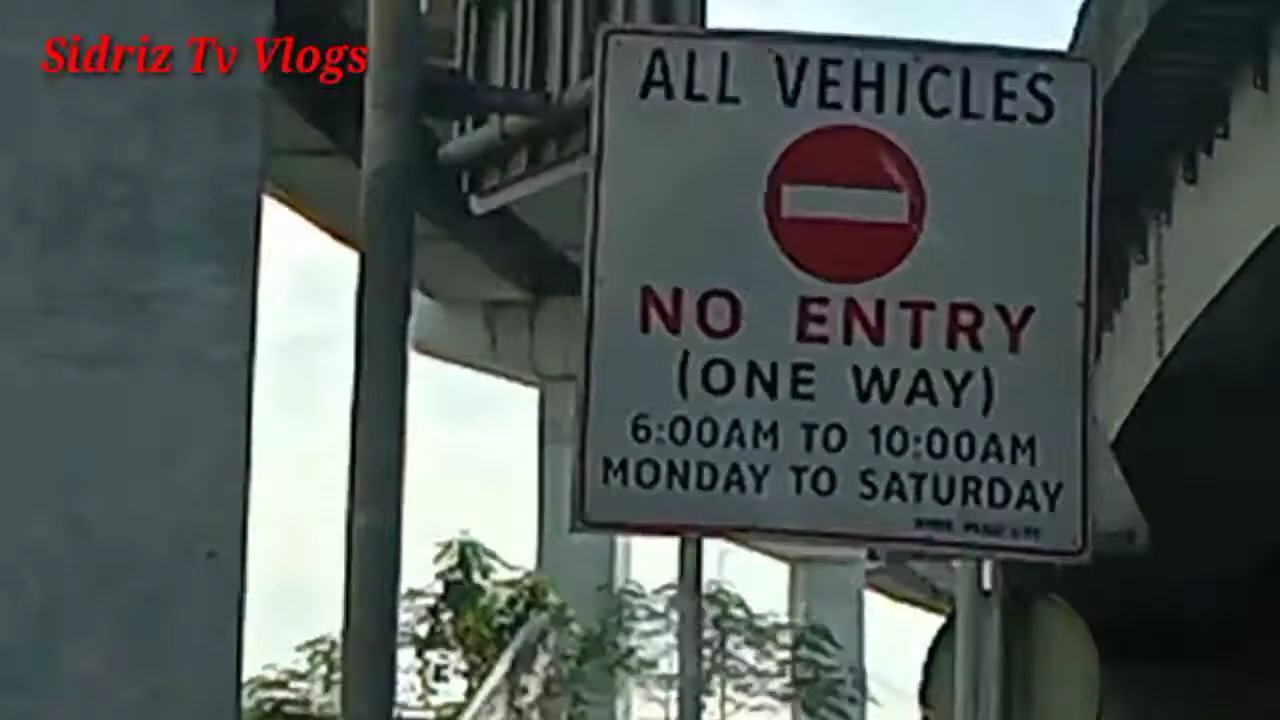 Sidriz Tv Vlogs
ALL VEHICLES
NO ENTRY
(ONE WAY)
6:00AM TO 10:00AM
MONDAY TO SATURDAY